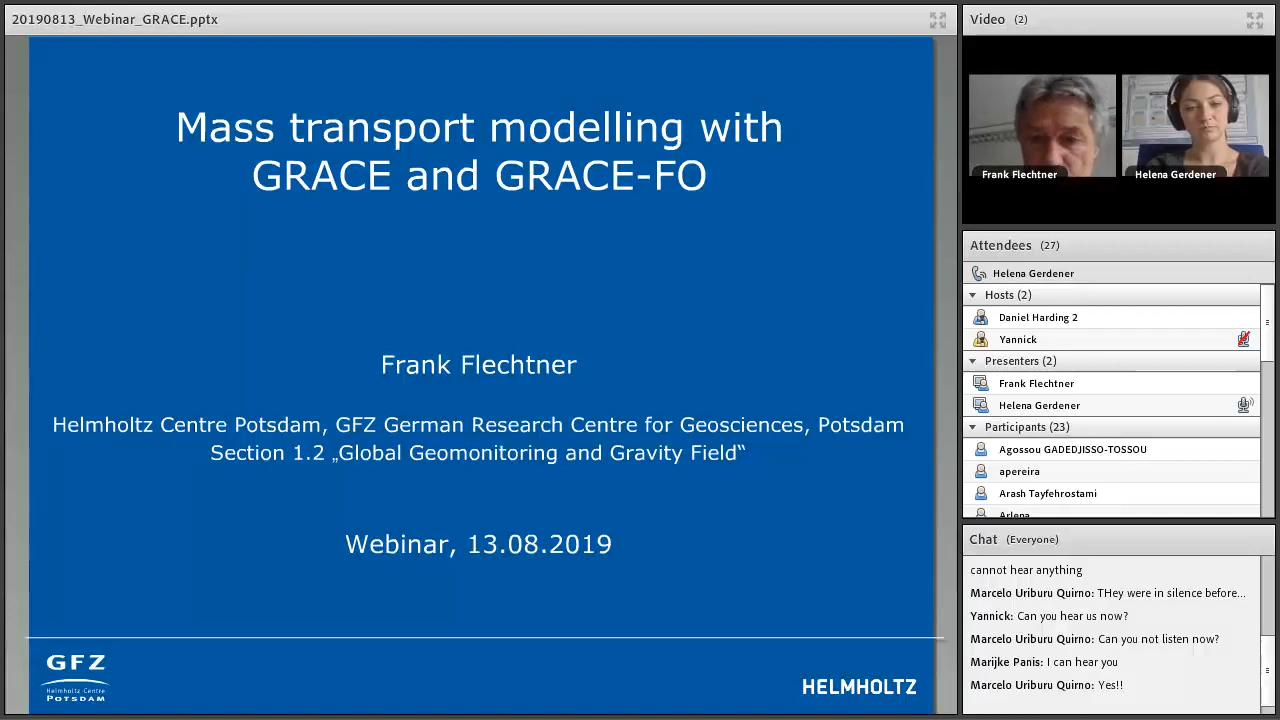 20190813_Webinar_GRACE.pptx
Mass transport modelling with
GRACE and GRACE-FO
Frank Flechtner
Helmholtz Centre Potsdam, GFZ German Research Centre for Geosciences, Potsdam
Section 1.2 „Global Geomonitoring and Gravity Field“
Webinar, 13.08.2019
GFZ
Helmholtz Centre
POTSDAM
HELMHOLTZ
Video (2)
Frank Flechtner
Helena Gerdener
Attendees (27)
Helena Gerdener
Hosts (2)
Daniel Harding 2
Yannick
Presenters (2)
Frank Flechtner
Helena Gerdener
Participants (23)
Agossou GADEDJISSO-TOSSOU
apereira
Arash Tayfehrostami
Arlena
Chat (Everyone)
cannot hear anything
Marcelo Uriburu Quirno: THey were in silence before...
Yannick: Can you hear us now?
Marcelo Uriburu Quirno: Can you not listen now?
Marijke Panis: I can hear you
Marcelo Uriburu Quirno: Yes!!